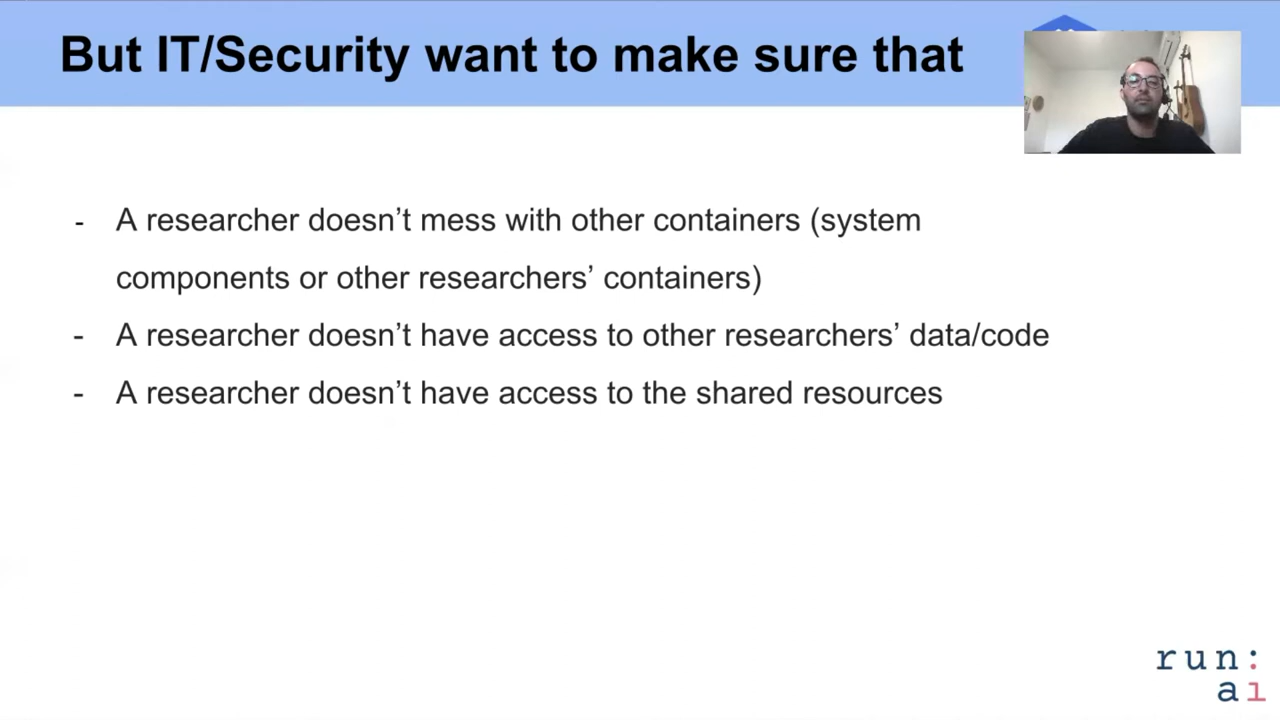 But IT/Security want to make sure that
- A researcher doesn’t mess with other containers (system
components or other researchers’ containers)
- A researcher doesn’t have access to other researchers’ data/code
- A researcher doesn’t have access to the shared resources
run:
ai